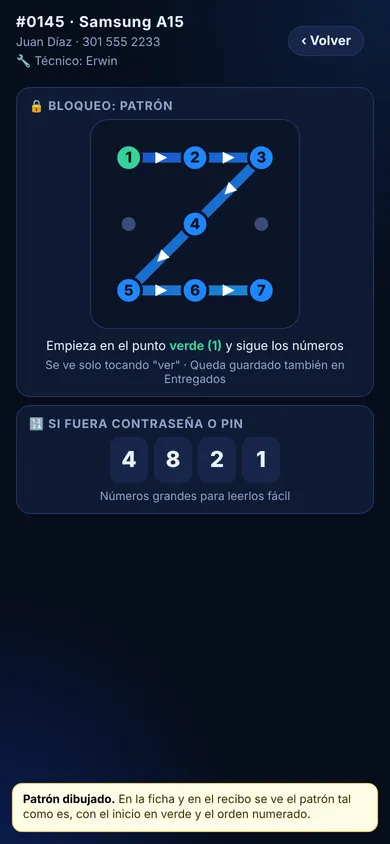 #0145 · Samsung A15
Juan Díaz · 301 555 2233
🔧 Técnico: Erwin
‹ Volver
🔒 BLOQUEO: PATRÓN
1 2 3
4
5 6 7
Empieza en el punto verde (1) y sigue los números
Se ve solo tocando "ver" · Queda guardado también en
Entregados
🔢 SI FUERA CONTRASEÑA O PIN
4 8 2 1
Números grandes para leerlos fácil
Patrón dibujado. En la ficha y en el recibo se ve el patrón tal
como es, con el inicio en verde y el orden numerado.